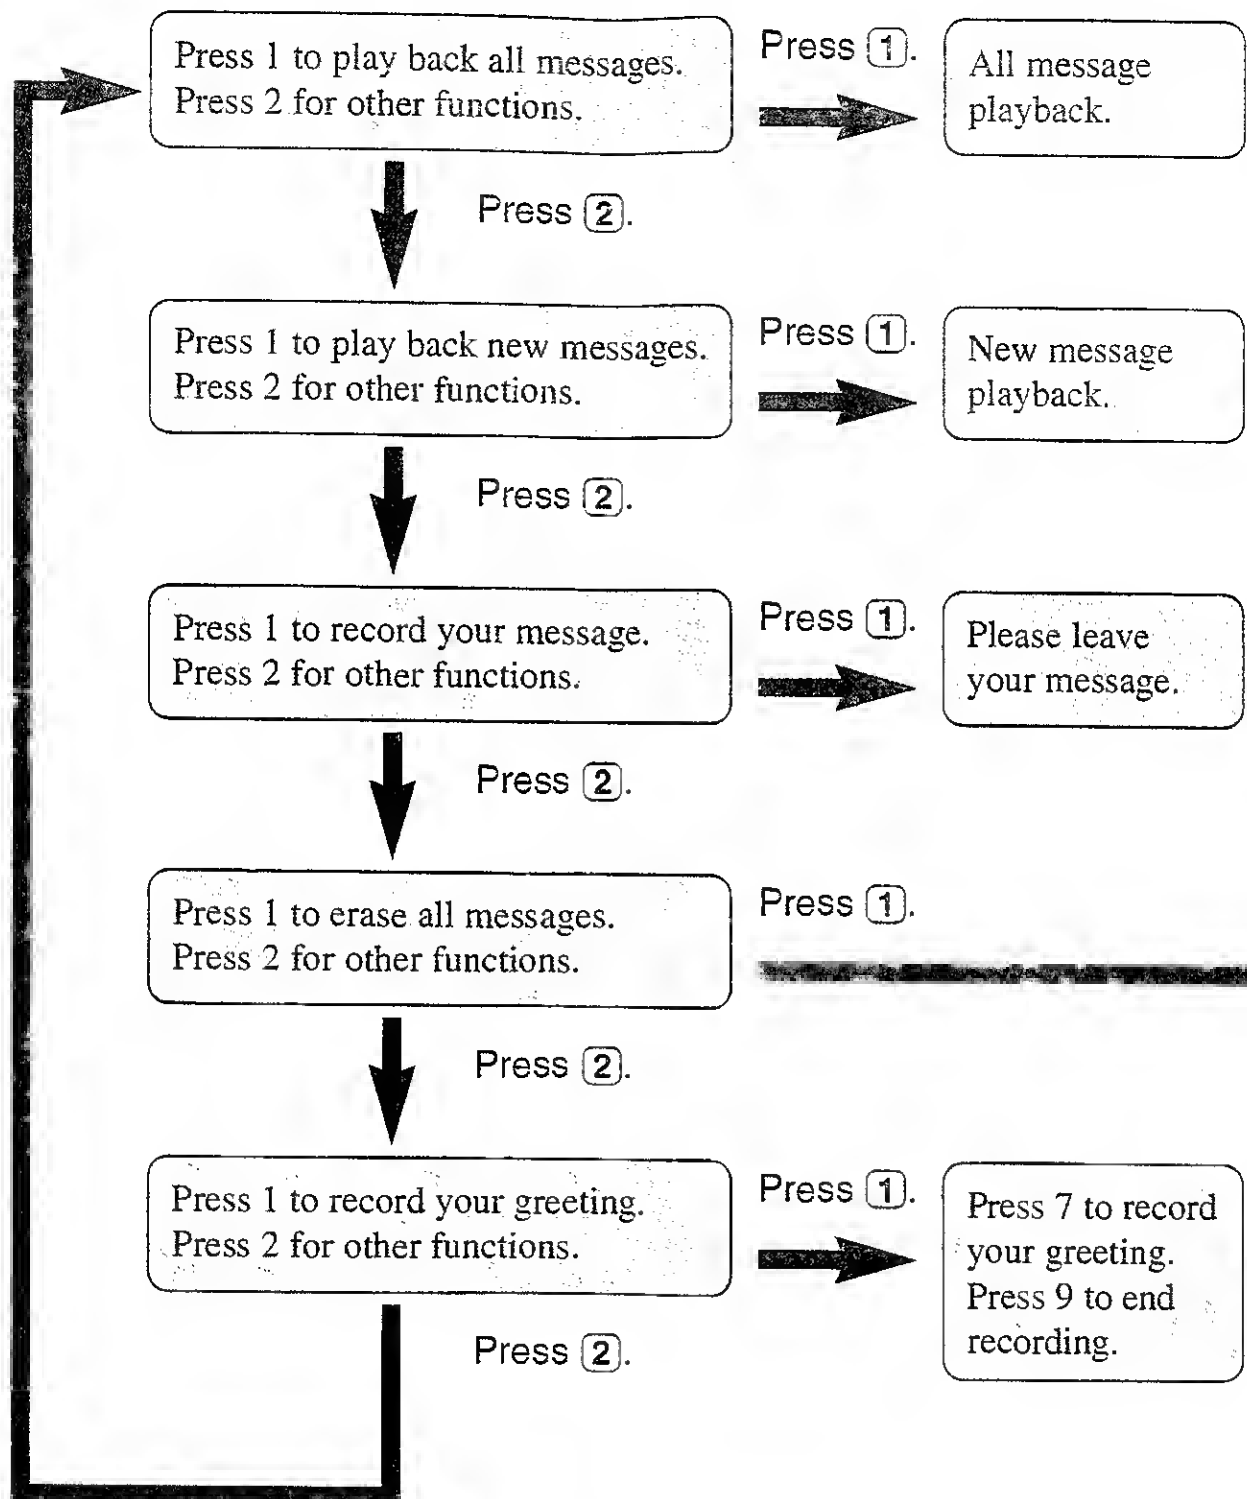 Press 1 to play back all messages.
Press 2 for other functions.
Press 1.
All message
playback.
Press 2.
Press 1 to play back new messages.
Press 2 for other functions.
Press 1.
New message
playback.
Press 2.
Press 1 to record your message.
Press 2 for other functions.
Press 1.
Please leave
your message.
Press 2.
Press 1 to erase all messages.
Press 2 for other functions.
Press 1.
Press 2.
Press 1 to record your greeting.
Press 2 for other functions.
Press 1.
Press 7 to record
your greeting.
Press 9 to end
recording.
Press 2.